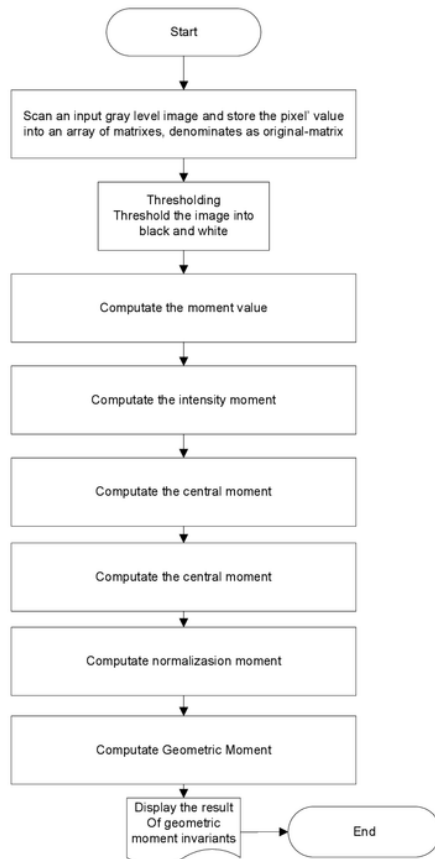 Start
Scan an input gray level image and store the pixel' value
into an array of matrixes, denominates as original-matrix
Thresholding
Threshold the image into
black and white
Computate the moment value
Computate the intensity moment
Computate the central moment
Computate the central moment
Computate normalizasion moment
Computate Geometric Moment
Display the result
Of geometric
moment invariants
End